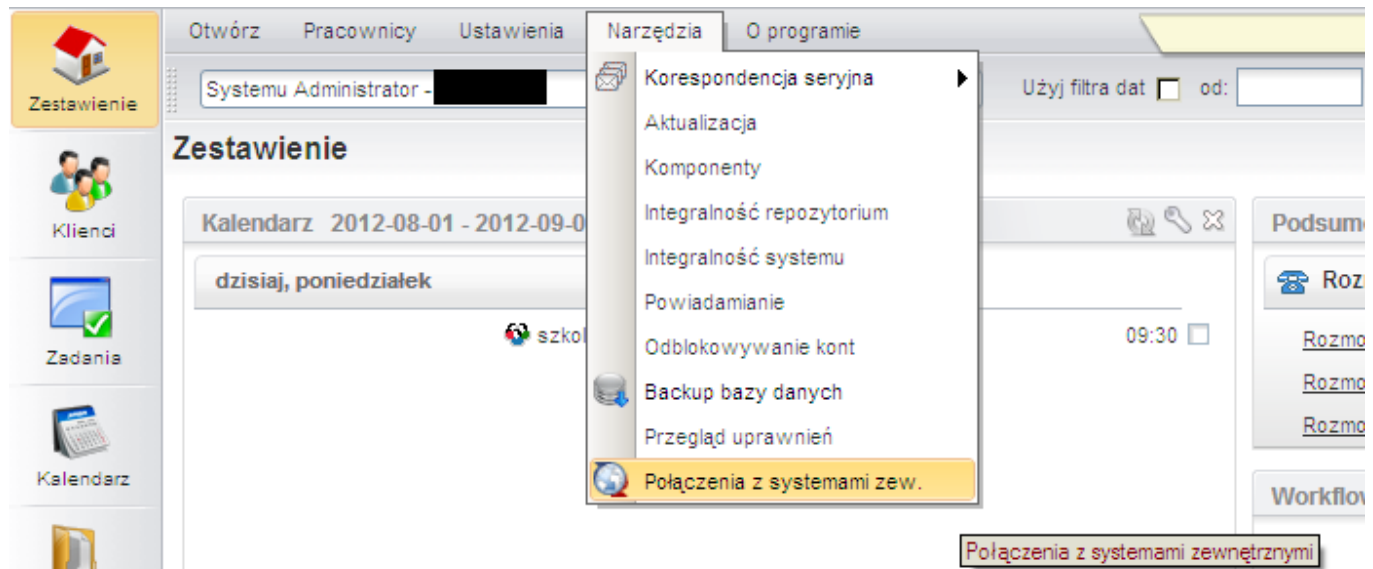 Otwórz Pracownicy Ustawienia Narzędzia O programie
Systemu Administrator - Użyj filtra dat od:
Zestawienie
Zestawienie
Klienci
Zadania
Kalendarz
Korespondencja seryjna
Aktualizacja
Komponenty
Integralność repozytorium
Integralność systemu
Powiadamianie
Odblokowywanie kont
Backup bazy danych
Przegląd uprawnień
Połączenia z systemami zew.
Połączenia z systemami zewnętrznymi
Kalendarz 2012-08-01 - 2012-09-0
dzisiaj, poniedziałek
szkol 09:30
Podsum
Roz
Rozmo
Rozmo
Rozmo
Workflo